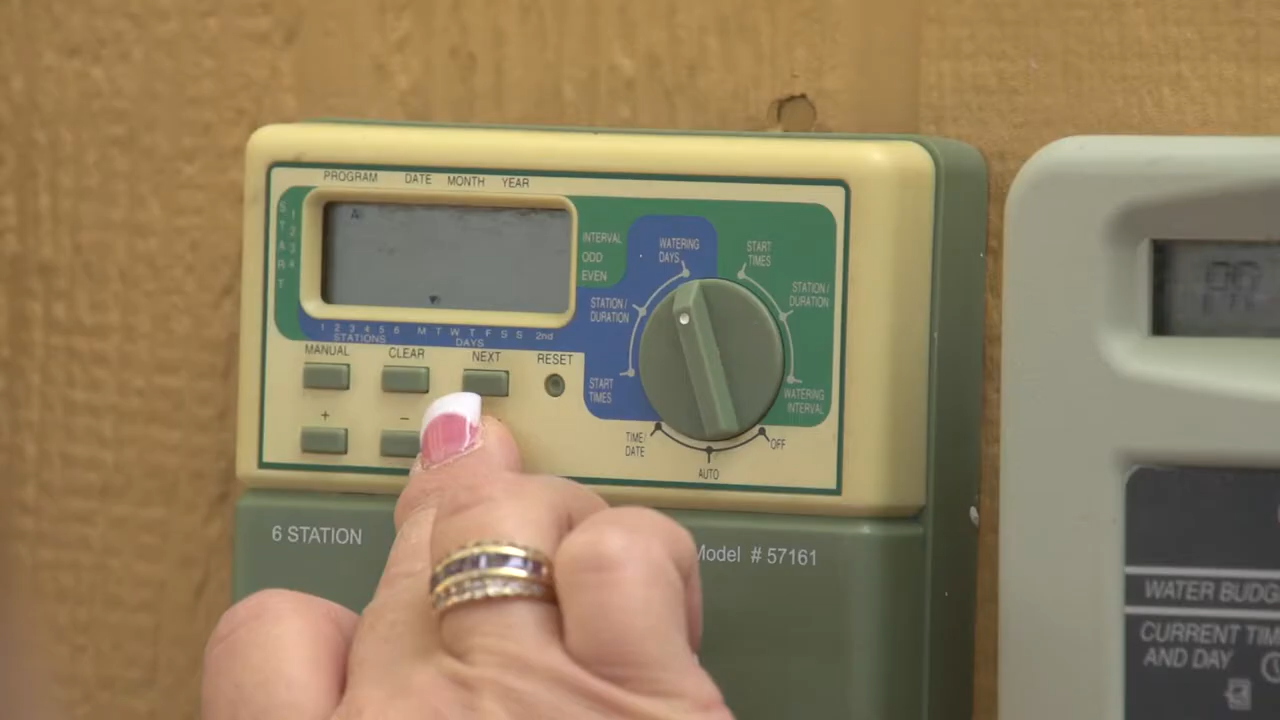 PROGRAM DATE MONTH YEAR
START
1
2
3
4
A
INTERVAL
ODD
EVEN
WATERING
DAYS
START
TIMES
STATION/
DURATION
STATION/
DURATION
START
TIMES
WATERING
INTERVAL
TIME/
DATE
AUTO
OFF
1 2 3 4 5 6 M T W T F S S 2nd
STATIONS DAYS
MANUAL CLEAR NEXT RESET
+ −
6 STATION
Model # 57161
WATER BUDG
CURRENT TIM
AND DAY